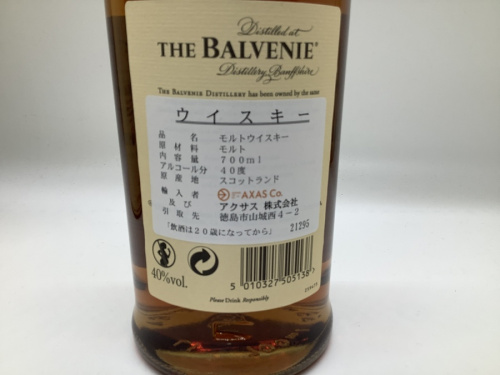 Distilled at
THE BALVENIE®
Distillery Banffshire
THE BALVENIE DISTILLERY has been owned by the same
ウイスキー
品名 モルトウイスキー
原材料 モルト
内容量 700ml
アルコール分 40度
原産地 スコットランド
輸入者 AXAS Co.
及び アクサス 株式会社
引取先 徳島市山城西4-2
21295
「飲酒は20歳になってから」
40%vol.
5 010327 503138
Please Drink Responsibly